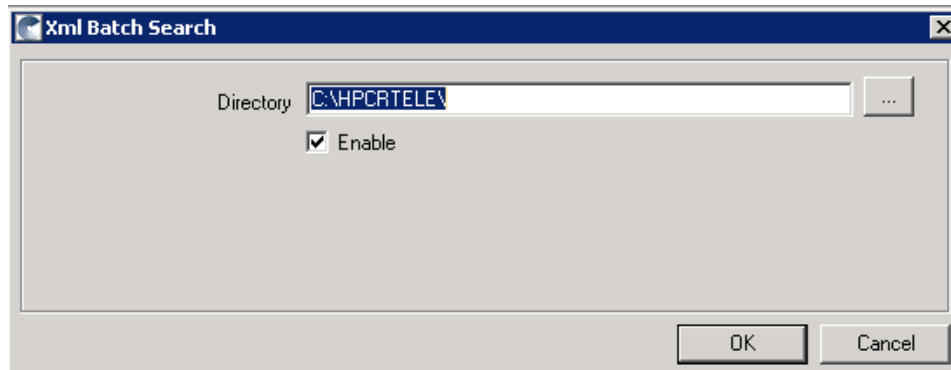 Xml Batch Search
Directory C:\HPCRTELE\ ...
Enable
OK Cancel